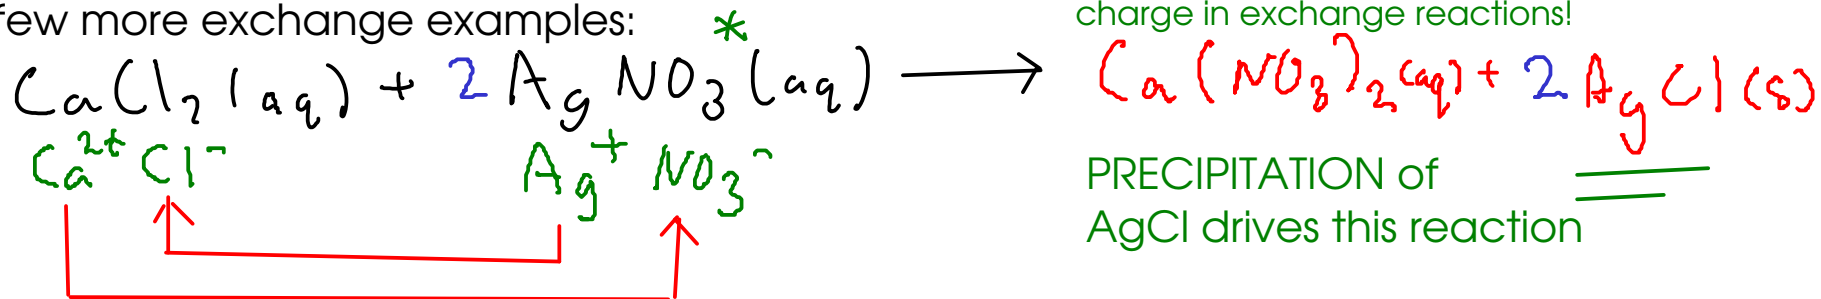 few more exchange examples:
charge in exchange reactions!
*
CaCl₂(aq) + 2AgNO₃(aq) ⟶ Ca(NO₃)₂(aq) + 2AgCl(s)
Ca²⁺ Cl⁻ Ag⁺ NO₃⁻
PRECIPITATION of
AgCl drives this reaction